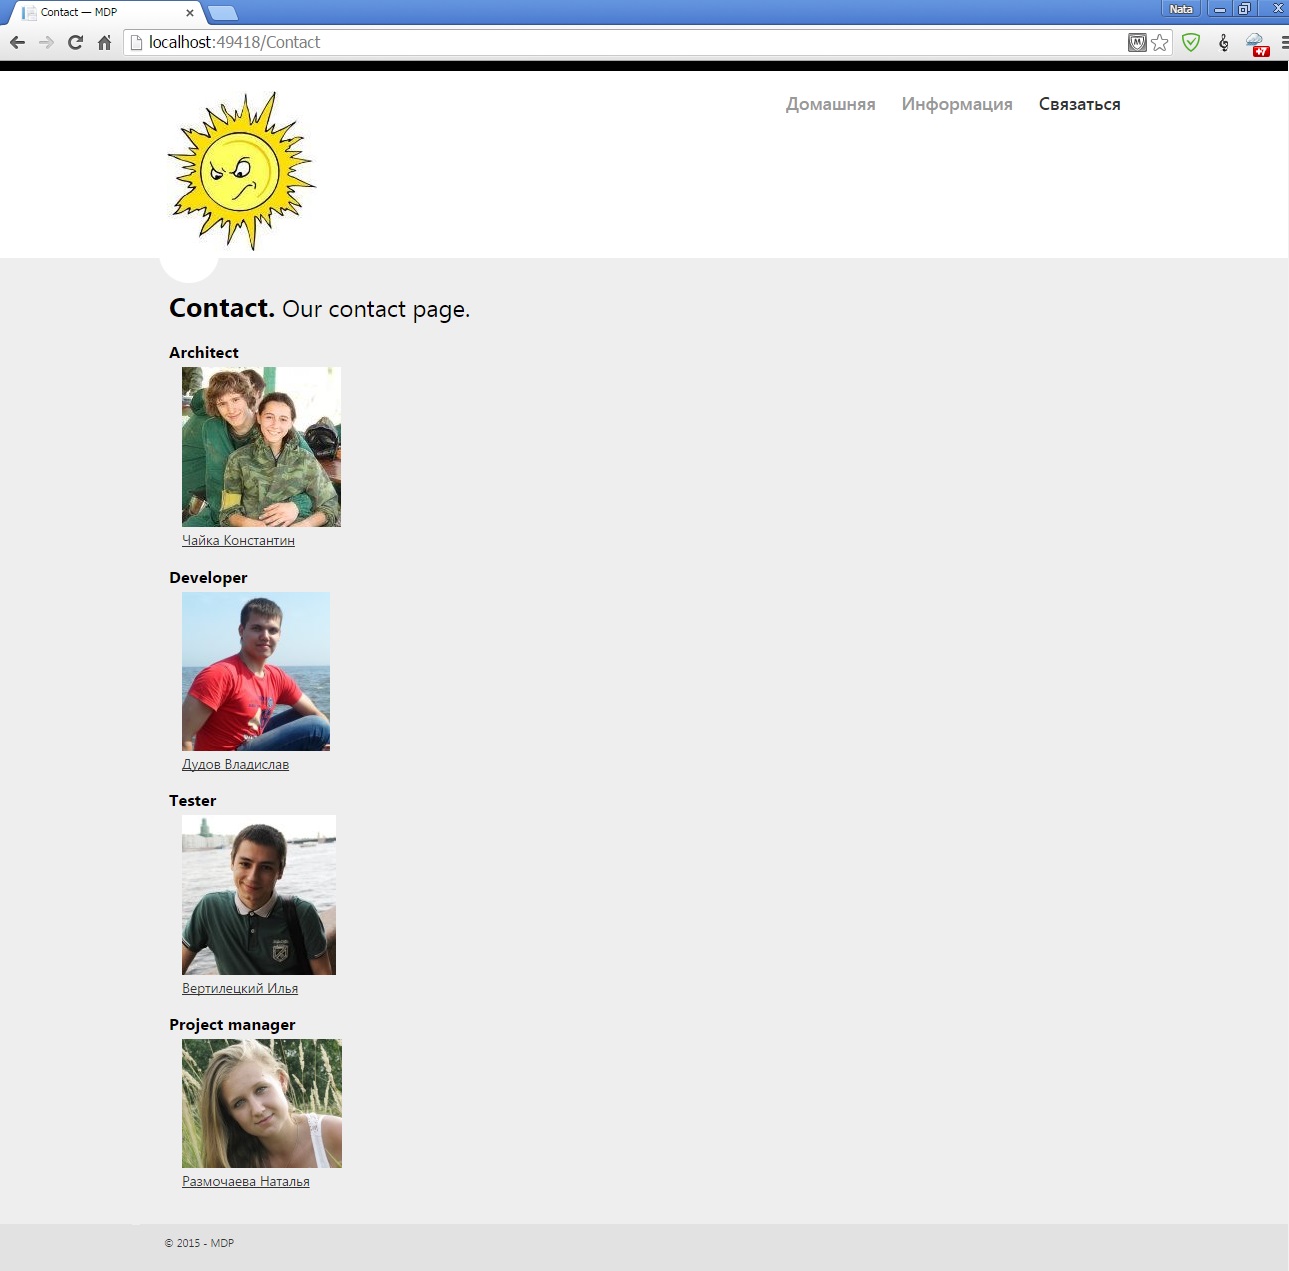 Contact — MDP
Nata
localhost:49418/Contact
+7
Домашняя Информация Связаться
Contact. Our contact page.
Architect
Чайка Константин
Developer
Дудов Владислав
Tester
Вертилецкий Илья
Project manager
Размочаева Наталья
© 2015 - MDP